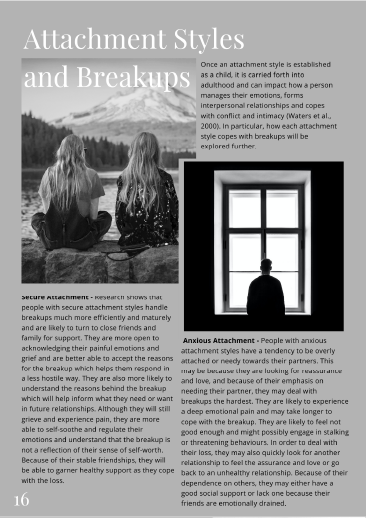 Attachment Styles
and Breakups
Once an attachment style is established
as a child, it is carried forth into
adulthood and can impact how a person
manages their emotions, forms
interpersonal relationships and copes
with conflict and intimacy (Waters et al.,
2000). In particular, how each attachment
style copes with breakups will be
explored further.
Secure Attachment - Research shows that
people with secure attachment styles handle
breakups much more efficiently and maturely
and are likely to turn to close friends and
family for support. They are more open to
acknowledging their painful emotions and
grief and are better able to accept the reasons
for the breakup which helps them respond in
a less hostile way. They are also more likely to
understand the reasons behind the breakup
which will help inform what they need or want
in future relationships. Although they will still
grieve and experience pain, they are more
able to self-soothe and regulate their
emotions and understand that the breakup is
not a reflection of their sense of self-worth.
Because of their stable friendships, they will
be able to garner healthy support as they cope
with the loss.
Anxious Attachment - People with anxious
attachment styles have a tendency to be overly
attached or needy towards their partners. This
may be because they are looking for reassurance
and love, and because of their emphasis on
needing their partner, they may deal with
breakups the hardest. They are likely to experience
a deep emotional pain and may take longer to
cope with the breakup. They are likely to feel not
good enough and might possibly engage in stalking
or threatening behaviours. In order to deal with
their loss, they may also quickly look for another
relationship to feel the assurance and love or go
back to an unhealthy relationship. Because of their
dependence on others, they may either have a
good social support or lack one because their
friends are emotionally drained.
16